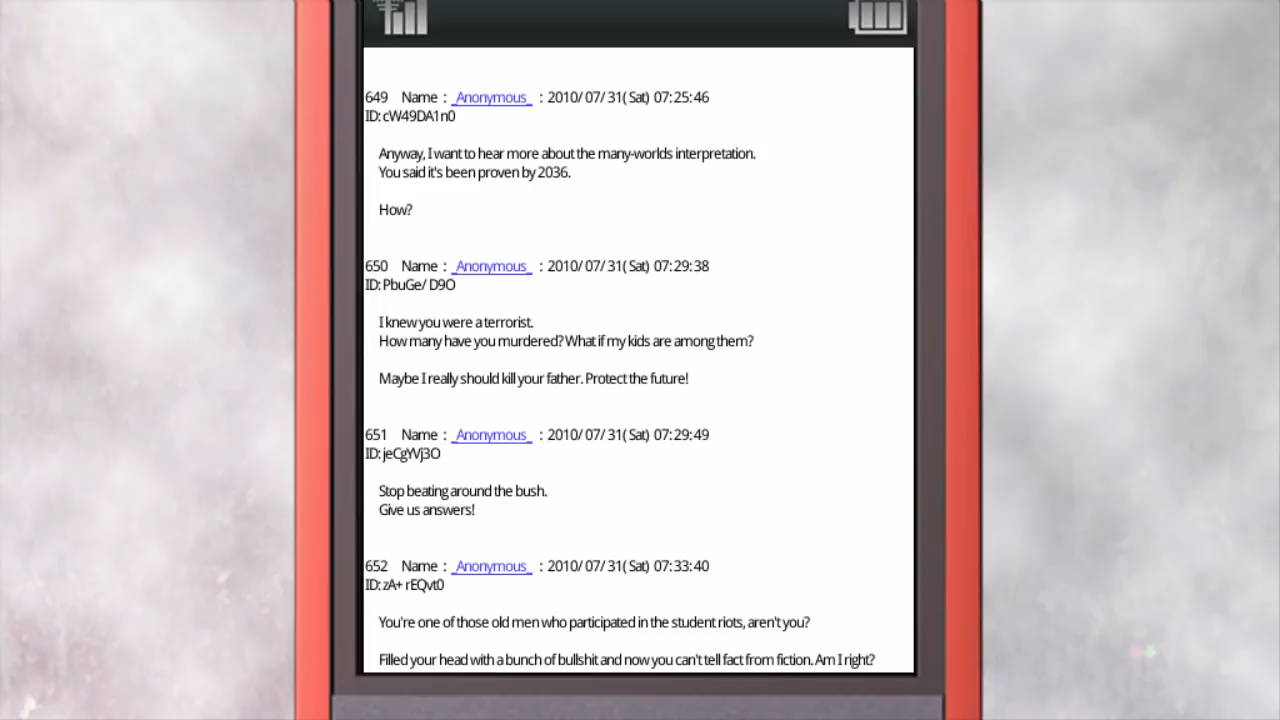 649 Name : _Anonymous_ : 2010/07/31(Sat) 07:25:46
ID:cW49DA1n0
Anyway, I want to hear more about the many-worlds interpretation.
You said it's been proven by 2036.
How?
650 Name : _Anonymous_ : 2010/07/31(Sat) 07:29:38
ID:PbuGe/D9O
I knew you were a terrorist.
How many have you murdered? What if my kids are among them?
Maybe I really should kill your father. Protect the future!
651 Name : _Anonymous_ : 2010/07/31(Sat) 07:29:49
ID:jeCgYVj3O
Stop beating around the bush.
Give us answers!
652 Name : _Anonymous_ : 2010/07/31(Sat) 07:33:40
ID:zA+rEQvt0
You're one of those old men who participated in the student riots, aren't you?
Filled your head with a bunch of bullshit and now you can't tell fact from fiction. Am I right?